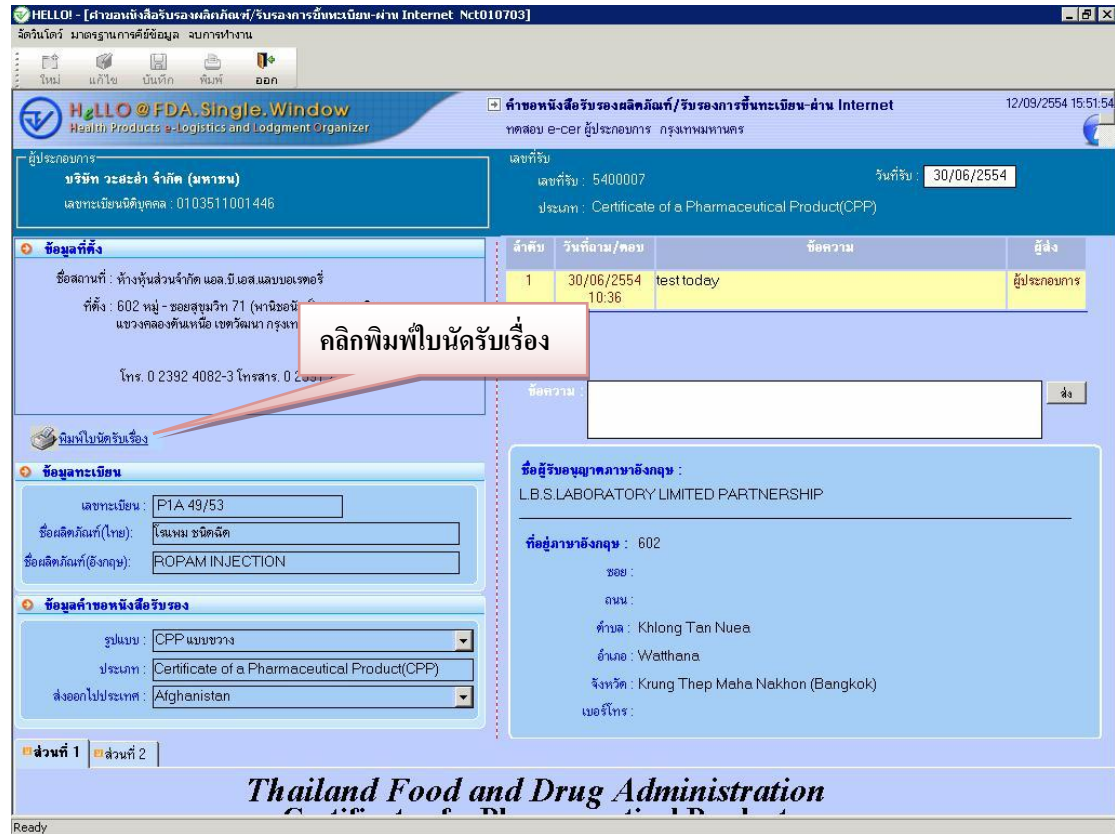 HELLO! - [คำขอหนังสือรับรองผลิตภัณฑ์/รับรองการขึ้นทะเบียน-ผ่าน Internet Nct010703]
จัดวินโดว์ มาตรฐานการคีย์ข้อมูล จบการทำงาน
ใหม่ แก้ไข บันทึก พิมพ์ ออก
HeLLO @ FDA.Single.Window
Health Products e-Logistics and Lodgment Organizer
คำขอหนังสือรับรองผลิตภัณฑ์/รับรองการขึ้นทะเบียน-ผ่าน Internet
12/09/2554 15:51:54
ทดสอบ e-cer ผู้ประกอบการ กรุงเทพมหานคร
ผู้ประกอบการ
บริษัท วะสะฮ่า จำกัด (มหาชน)
เลขทะเบียนนิติบุคคล : 0103511001446
เลขที่รับ
เลขที่รับ : 5400007
วันที่รับ : 30/06/2554
ประเภท : Certificate of a Pharmaceutical Product(CPP)
ข้อมูลที่ตั้ง
ชื่อสถานที่ : ห้างหุ้นส่วนจำกัด แอล.บี.เอส.แลบบอเรทอรี่
ที่ตั้ง : 602 หมู่ - ซอยสุขุมวิท 71
แขวงคลองตันเหนือ เขตวัฒนา
โทร. 0 2392 4082-3 โทรสาร.
คลิกพิมพ์ใบนัดรับเรื่อง
ลำดับ วันที่ถาม/ตอบ ข้อความ ผู้ส่ง
1 30/06/2554 test today ผู้ประกอบการ
10:36
ข้อความ :
ส่ง
พิมพ์ใบนัดรับเรื่อง
ข้อมูลทะเบียน
เลขทะเบียน : P1A 49/53
ชื่อผลิตภัณฑ์(ไทย): โรแพม ชนิดฉีด
ชื่อผลิตภัณฑ์(อังกฤษ): ROPAM INJECTION
ข้อมูลคำขอหนังสือรับรอง
รูปแบบ : CPP แบบขวาง
ประเภท : Certificate of a Pharmaceutical Product(CPP)
ส่งออกไปประเทศ : Afghanistan
ชื่อผู้รับอนุญาตภาษาอังกฤษ :
L.B.S.LABORATORY LIMITED PARTNERSHIP
ที่อยู่ภาษาอังกฤษ : 602
ซอย :
ถนน :
ตำบล : Khlong Tan Nuea
อำเภอ : Watthana
จังหวัด : Krung Thep Maha Nakhon (Bangkok)
เบอร์โทร :
ส่วนที่ 1 ส่วนที่ 2
Thailand Food and Drug Administration
Ready